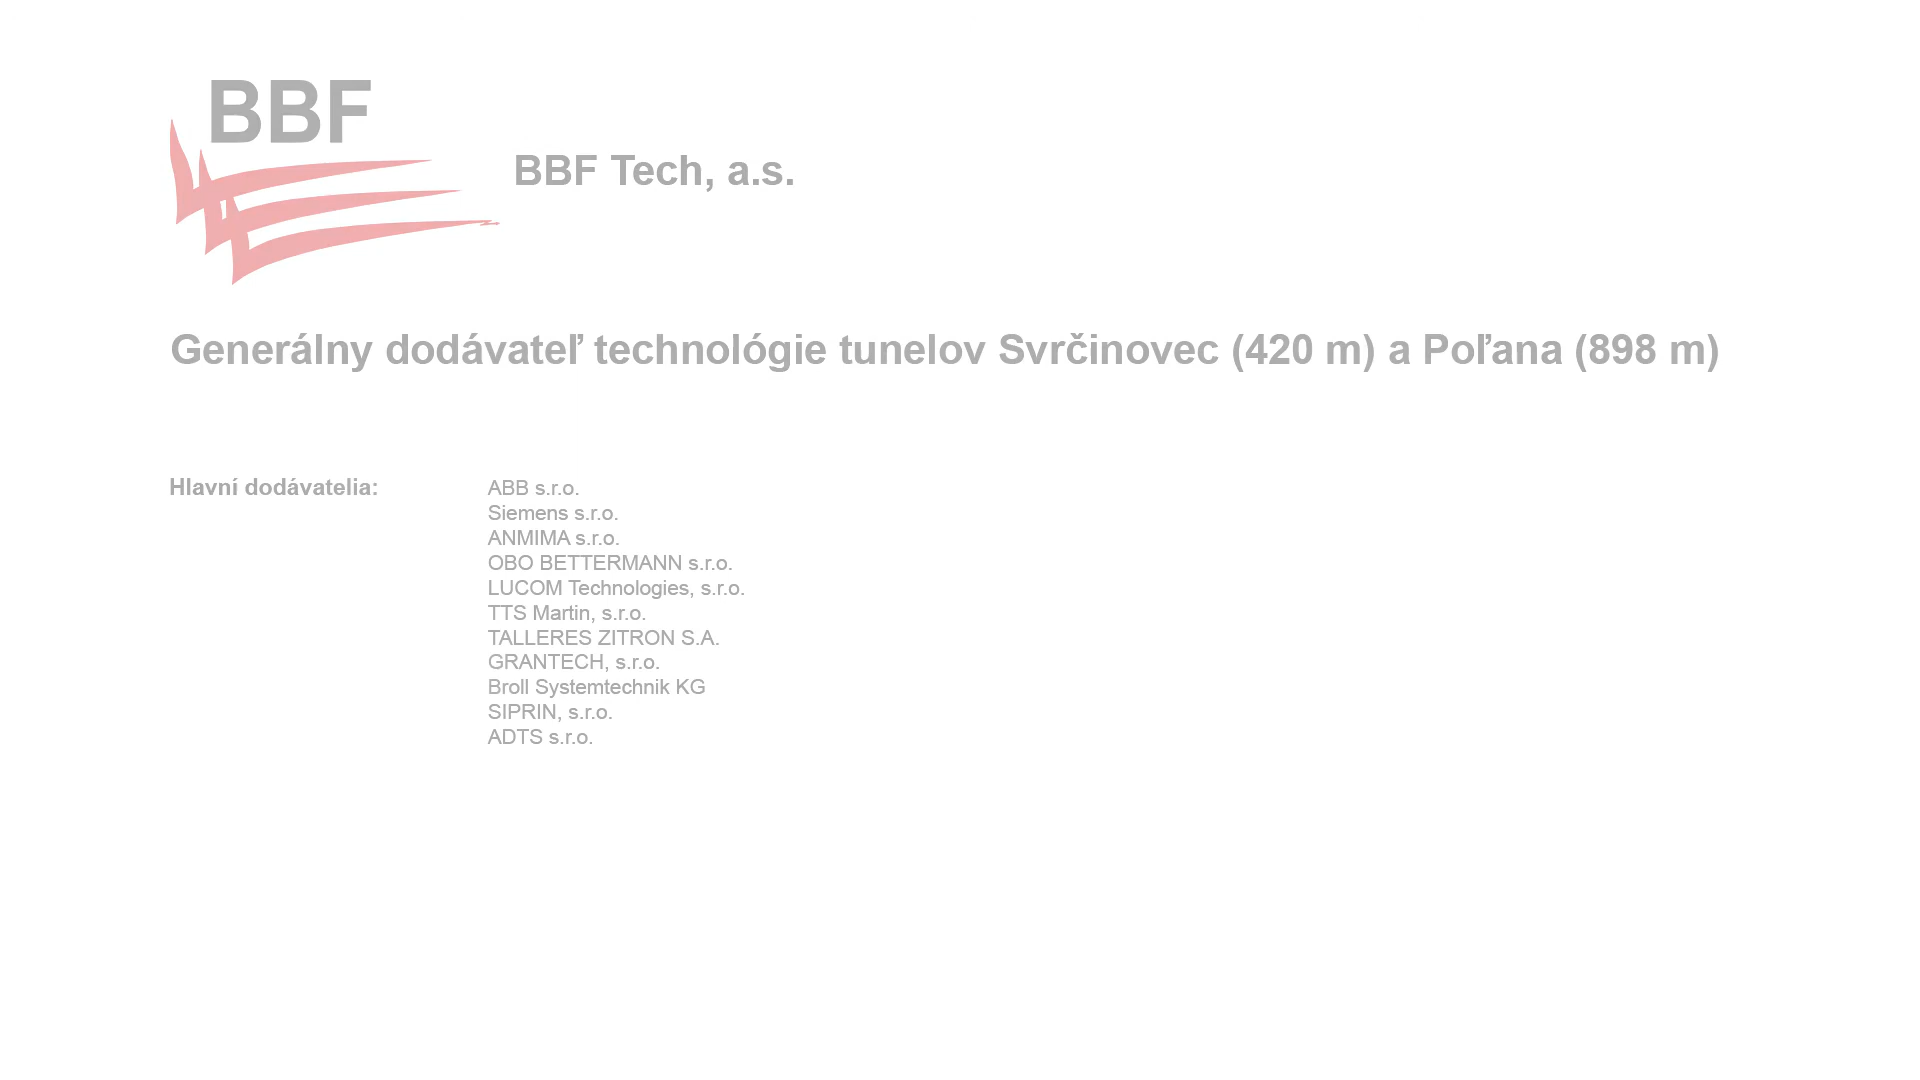 BBF
BBF Tech, a.s.
Generálny dodávateľ technológie tunelov Svrčinovec (420 m) a Poľana (898 m)
Hlavní dodávatelia:
ABB s.r.o.
Siemens s.r.o.
ANMIMA s.r.o.
OBO BETTERMANN s.r.o.
LUCOM Technologies, s.r.o.
TTS Martin, s.r.o.
TALLERES ZITRON S.A.
GRANTECH, s.r.o.
Broll Systemtechnik KG
SIPRIN, s.r.o.
ADTS s.r.o.